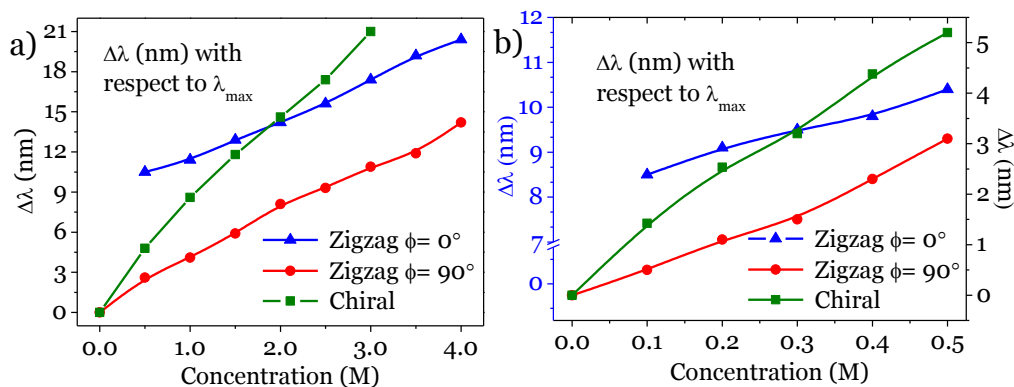 a)
Δλ (nm) with
respect to λmax
Δλ (nm)
21
18
15
12
9
6
3
0
Zigzag ϕ= 0°
Zigzag ϕ= 90°
Chiral
0.0 1.0 2.0 3.0 4.0
Concentration (M)
b)
Δλ (nm) with
respect to λmax
Δλ (nm)
12
11
10
9
8
7
0
Zigzag ϕ= 0°
Zigzag ϕ= 90°
Chiral
5
4
3
2
1
0
Δλ (nm)
0.0 0.1 0.2 0.3 0.4 0.5
Concentration (M)